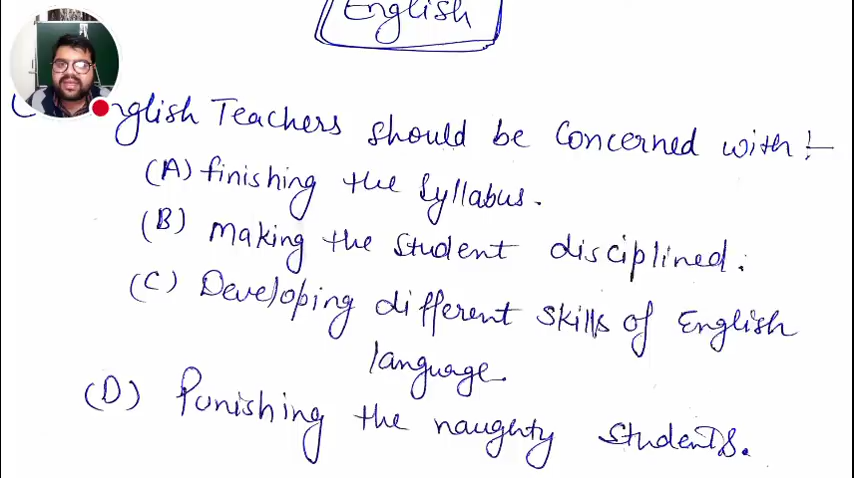 English
English Teachers should be concerned with :-
(A) finishing the syllabus.
(B) Making the student disciplined.
(C) Developing different skills of English
language.
(D) Punishing the naughty students.